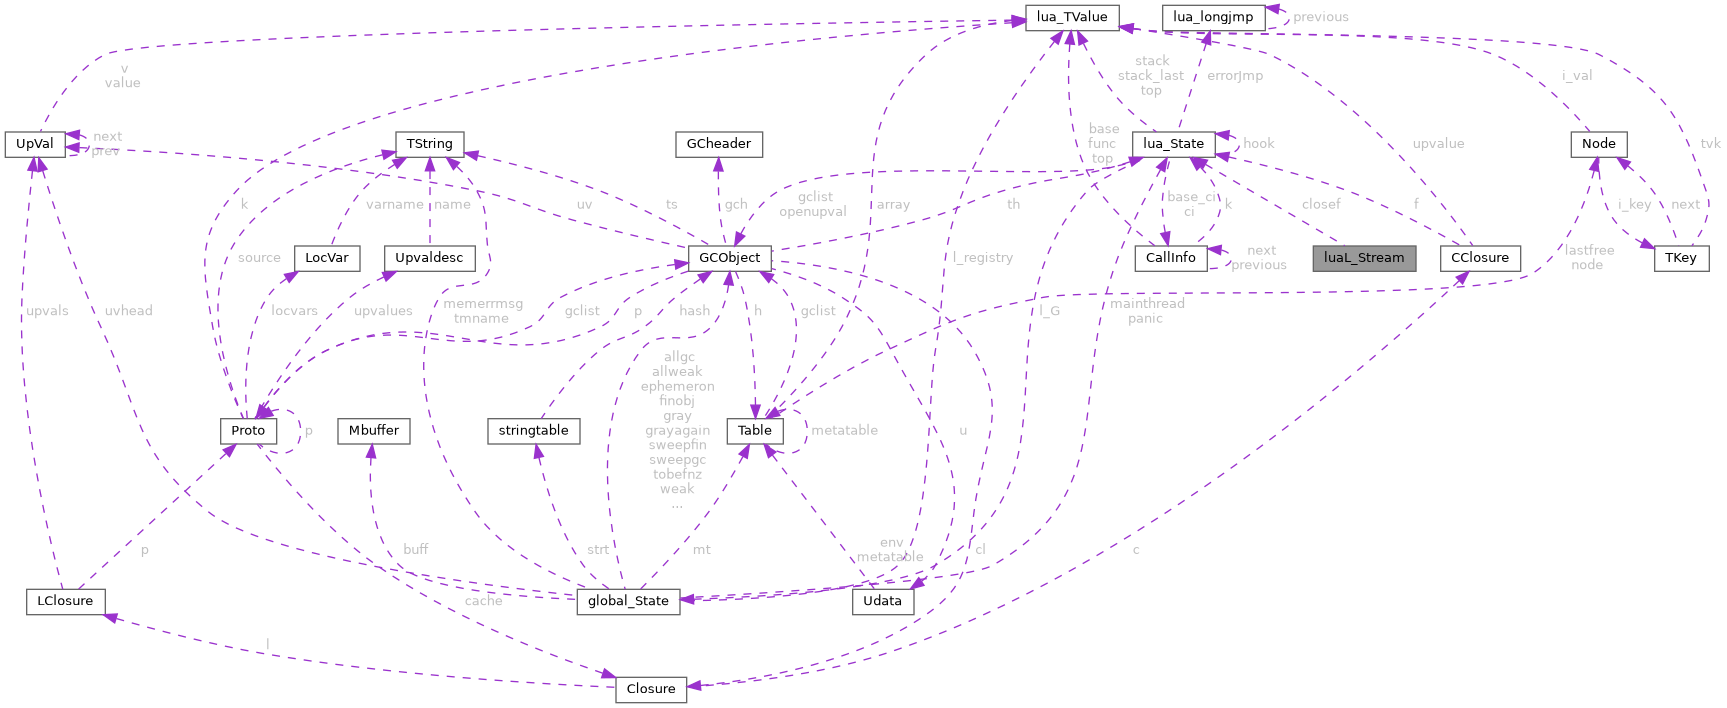 lua_TValue
lua_longjmp
previous
v
value
stack
stack_last
top
errorJmp
i_val
UpVal
next
prev
TString
GCheader
base
func
top
lua_State
hook
upvalue
Node
tvk
k
varname
name
uv
ts
gch
gclist
openupval
array
th
base_ci
ci
k
closef
f
i_key
next
source
LocVar
Upvaldesc
GCObject
l_registry
CallInfo
next
previous
luaL_Stream
CClosure
lastfree
node
TKey
upvals
uvhead
locvars
upvalues
memerrmsg
tmname
gclist
p
hash
h
gclist
l_G
mainthread
panic
allgc
allweak
ephemeron
finobj
gray
grayagain
sweepfin
sweepgc
tobefnz
weak
...
Proto
p
Mbuffer
stringtable
Table
metatable
u
p
buff
strt
mt
env
metatable
cl
c
LClosure
cache
global_State
Udata
l
Closure